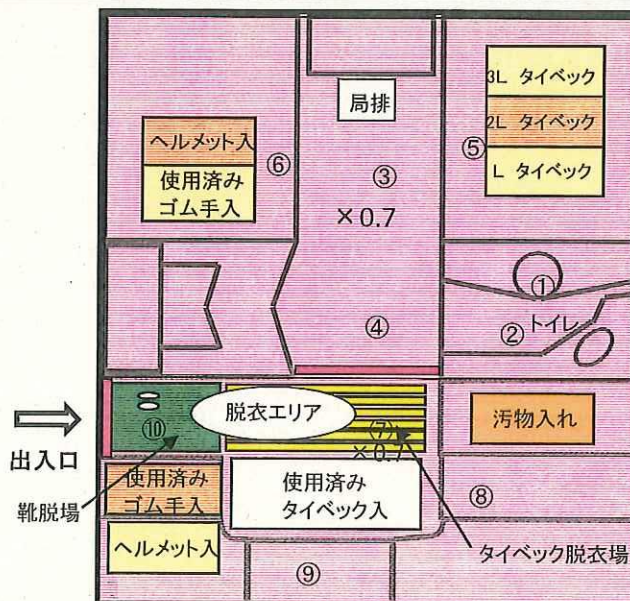 局排
3L タイベック
2L タイベック
L タイベック
⑤
ヘルメット入
使用済み
ゴム手入
⑥
③
×0.7
①
②
トイレ
④
出入口
靴脱場
⑩
脱衣エリア
⑦
×0.7
汚物入れ
使用済み
ゴム手入
使用済み
タイベック入
⑧
ヘルメット入
タイベック脱衣場
⑨